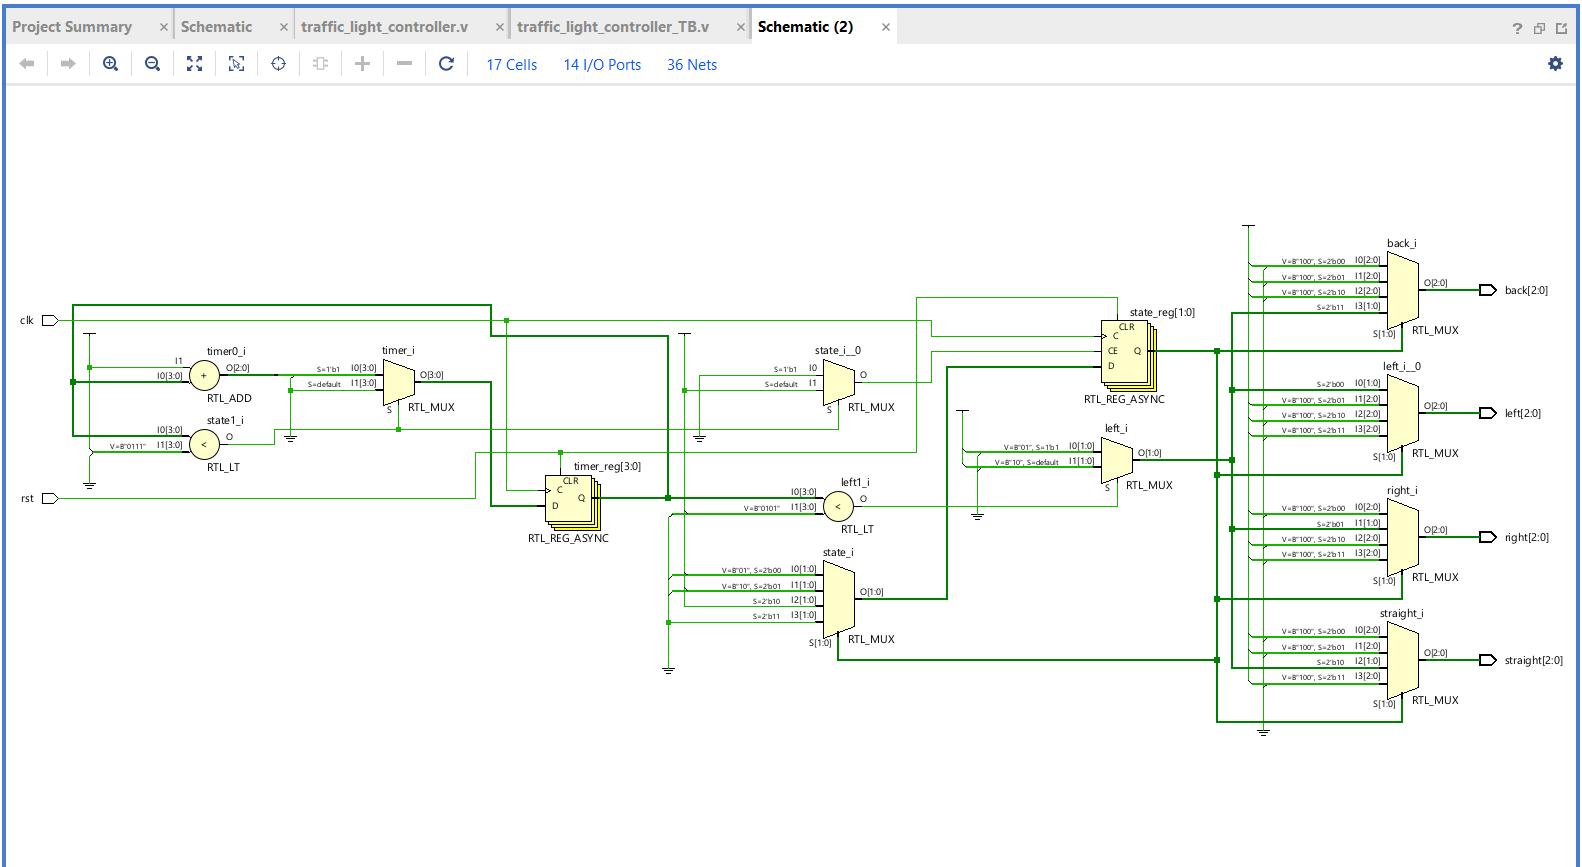 Project Summary × Schematic × traffic_light_controller.v × traffic_light_controller_TB.v × Schematic (2) × ?
17 Cells 14 I/O Ports 36 Nets
clk
rst
timer0_i
I1
I0[3:0]
+
O[2:0]
RTL_ADD
state1_i
I0[3:0]
V=B"0111" I1[3:0]
<
O
RTL_LT
timer_i
S=1'b1 I0[3:0]
S=default I1[3:0]
O[3:0]
S
RTL_MUX
timer_reg[3:0]
CLR
C
D
Q
RTL_REG_ASYNC
state_i__0
S=1'b1 I0
S=default I1
O
S
RTL_MUX
left1_i
I0[3:0]
V=B"0101" I1[3:0]
<
O
RTL_LT
state_i
V=B"01", S=2'b00 I0[1:0]
V=B"10", S=2'b01 I1[1:0]
S=2'b10 I2[1:0]
S=2'b11 I3[1:0]
O[1:0]
S[1:0]
RTL_MUX
state_reg[1:0]
CLR
C
CE
D
Q
RTL_REG_ASYNC
left_i
V=B"01", S=1'b1 I0[1:0]
V=B"10", S=default I1[1:0]
O[1:0]
S
RTL_MUX
back_i
V=B"100", S=2'b00 I0[2:0]
V=B"100", S=2'b01 I1[2:0]
V=B"100", S=2'b10 I2[2:0]
S=2'b11 I3[1:0]
O[2:0]
S[1:0]
RTL_MUX
back[2:0]
left_i__0
S=2'b00 I0[1:0]
V=B"100", S=2'b01 I1[2:0]
V=B"100", S=2'b10 I2[2:0]
V=B"100", S=2'b11 I3[2:0]
O[2:0]
S[1:0]
RTL_MUX
left[2:0]
right_i
V=B"100", S=2'b00 I0[2:0]
S=2'b01 I1[1:0]
V=B"100", S=2'b10 I2[2:0]
V=B"100", S=2'b11 I3[2:0]
O[2:0]
S[1:0]
RTL_MUX
right[2:0]
straight_i
V=B"100", S=2'b00 I0[2:0]
V=B"100", S=2'b01 I1[2:0]
S=2'b10 I2[1:0]
V=B"100", S=2'b11 I3[2:0]
O[2:0]
S[1:0]
RTL_MUX
straight[2:0]